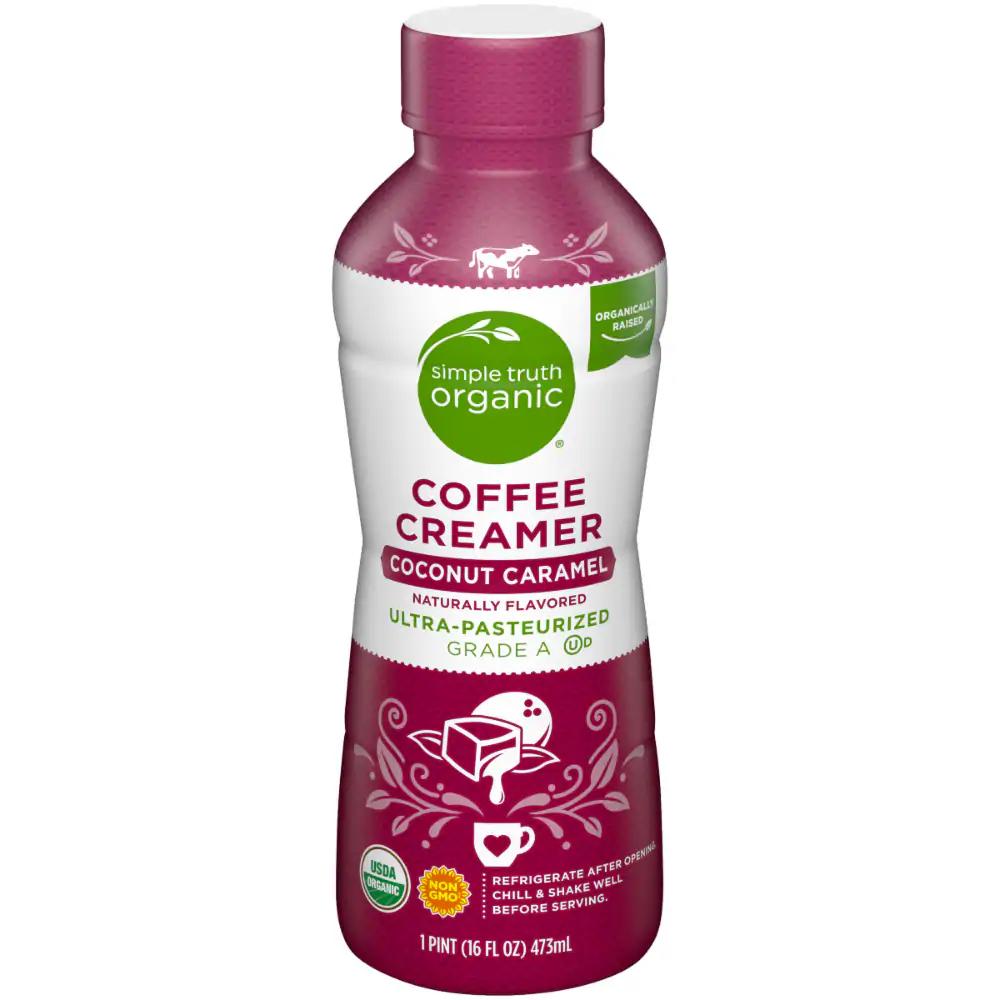 ORGANICALLY
RAISED
simple truth
organic
®
COFFEE
CREAMER
COCONUT CARAMEL
NATURALLY FLAVORED
ULTRA-PASTEURIZED
GRADE A Ⓤ D
USDA
ORGANIC
NON
GMO
REFRIGERATE AFTER OPENING.
CHILL & SHAKE WELL
BEFORE SERVING.
1 PINT (16 FL OZ) 473mL